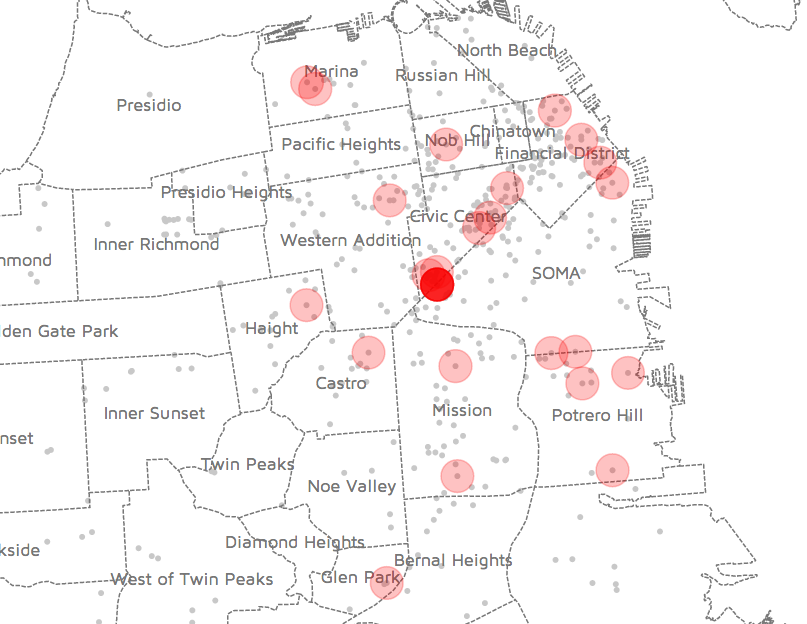 North Beach
Marina
Russian Hill
Presidio
Chinatown
Nob Hill
Pacific Heights
Financial District
Presidio Heights
Civic Center
Inner Richmond
Western Addition
nmond
SOMA
Haight
lden Gate Park
Castro
Inner Sunset
Mission
Potrero Hill
nset
Twin Peaks
Noe Valley
Diamond Heights
kside
Bernal Heights
West of Twin Peaks
Glen Park